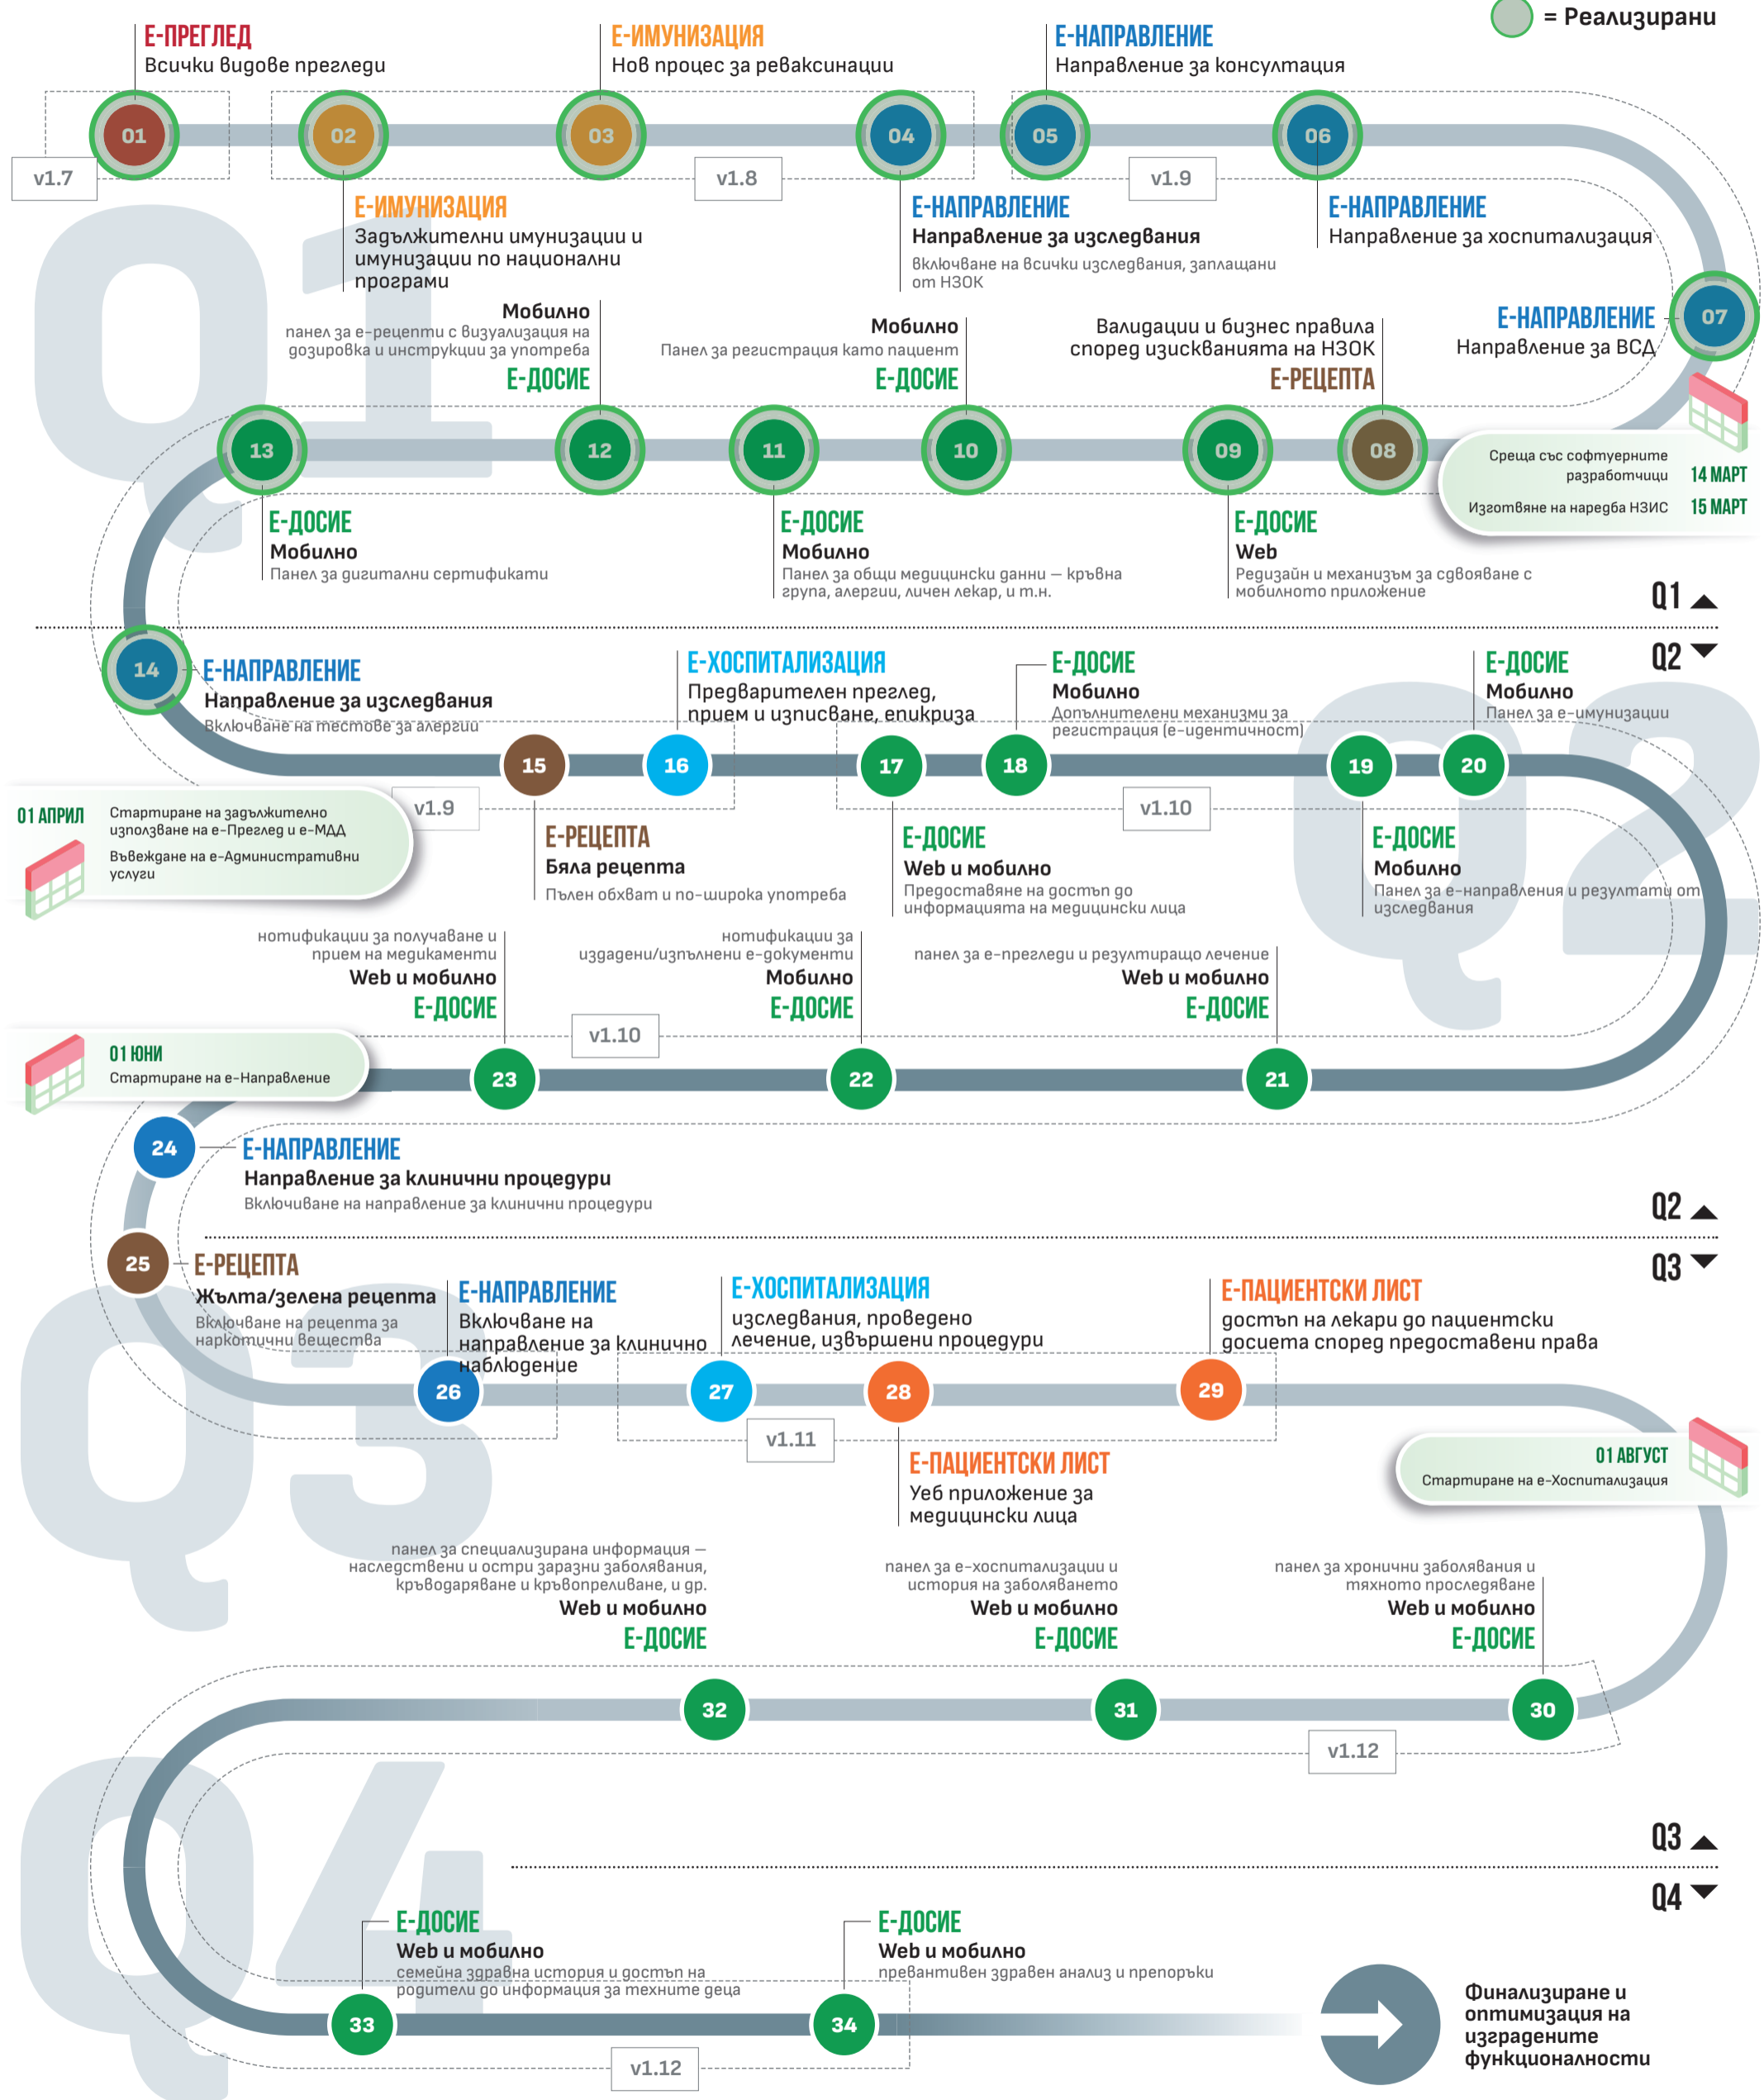 = Реализирани
Е-ПРЕГЛЕД
Всички видове прегледи
Е-ИМУНИЗАЦИЯ
Нов процес за реваксинации
Е-НАПРАВЛЕНИЕ
Направление за консултация
01
02
03
04
05
06
v1.7
v1.8
v1.9
Е-ИМУНИЗАЦИЯ
Задължителни имунизации и
имунизации по национални
програми
Е-НАПРАВЛЕНИЕ
Направление за изследвания
включване на всички изследвания, заплащани
от НЗОК
Е-НАПРАВЛЕНИЕ
Направление за хоспитализация
Q1
Е-НАПРАВЛЕНИЕ
Направление за ВСД
07
Мобилно
панел за е-рецепти с визуализация на
дозировка и инструкции за употреба
Е-ДОСИЕ
Мобилно
Панел за регистрация като пациент
Е-ДОСИЕ
Валидации и бизнес правила
според изискванията на НЗОК
Е-РЕЦЕПТА
13
12
11
10
09
08
Среща със софтуерните
разработчици
14 МАРТ
Изготвяне на наредба НЗИС
15 МАРТ
Е-ДОСИЕ
Мобилно
Панел за дигитални сертификати
Е-ДОСИЕ
Мобилно
Панел за общи медицински данни – кръвна
група, алергии, личен лекар, и т.н.
Е-ДОСИЕ
Web
Редизайн и механизъм за сдвояване с
мобилното приложение
Q1
Q2
14
Е-НАПРАВЛЕНИЕ
Направление за изследвания
Включване на тестове за алергии
Е-ХОСПИТАЛИЗАЦИЯ
Предварителен преглед,
прием и изписване, епикриза
Е-ДОСИЕ
Мобилно
Допълнителени механизми за
регистрация (е-идентичност)
Е-ДОСИЕ
Мобилно
Панел за е-имунизации
Q2
15
16
17
18
19
20
v1.9
v1.10
01 АПРИЛ
Стартиране на задължително
използване на е-Преглед и е-МДД
Въвеждане на е-Административни
услуги
Е-РЕЦЕПТА
Бяла рецепта
Пълен обхват и по-широка употреба
Е-ДОСИЕ
Web и мобилно
Предоставяне на достъп до
информацията на медицински лица
Е-ДОСИЕ
Мобилно
Панел за е-направления и резултати от
изследвания
нотификации за получаване и
прием на медикаменти
Web и мобилно
Е-ДОСИЕ
нотификации за
издадени/изпълнени е-документи
Мобилно
Е-ДОСИЕ
панел за е-прегледи и резултиращо лечение
Web и мобилно
Е-ДОСИЕ
v1.10
01 ЮНИ
Стартиране на е-Направление
23
22
21
24
Е-НАПРАВЛЕНИЕ
Направление за клинични процедури
Включиване на направление за клинични процедури
Q2
Q3
25
Е-РЕЦЕПТА
Жълта/зелена рецепта
Включване на рецепта за
наркотични вещества
Е-НАПРАВЛЕНИЕ
Включване на
направление за клинично
наблюдение
Е-ХОСПИТАЛИЗАЦИЯ
изследвания, проведено
лечение, извършени процедури
Е-ПАЦИЕНТСКИ ЛИСТ
достъп на лекари до пациентски
досиета според предоставени права
Q3
26
27
28
29
v1.11
Е-ПАЦИЕНТСКИ ЛИСТ
Уеб приложение за
медицински лица
01 АВГУСТ
Стартиране на е-Хоспитализация
панел за специализирана информация –
наследствени и остри заразни заболявания,
кръводаряване и кръвопреливане, и др.
Web и мобилно
Е-ДОСИЕ
панел за е-хоспитализации и
история на заболяването
Web и мобилно
Е-ДОСИЕ
панел за хронични заболявания и
тяхното проследяване
Web и мобилно
Е-ДОСИЕ
32
31
30
v1.12
Q3
Q4
Q4
Е-ДОСИЕ
Web и мобилно
семейна здравна история и достъп на
родители до информация за техните деца
Е-ДОСИЕ
Web и мобилно
превантивен здравен анализ и препоръки
33
34
v1.12
Финализиране и
оптимизация на
изградените
функционалности